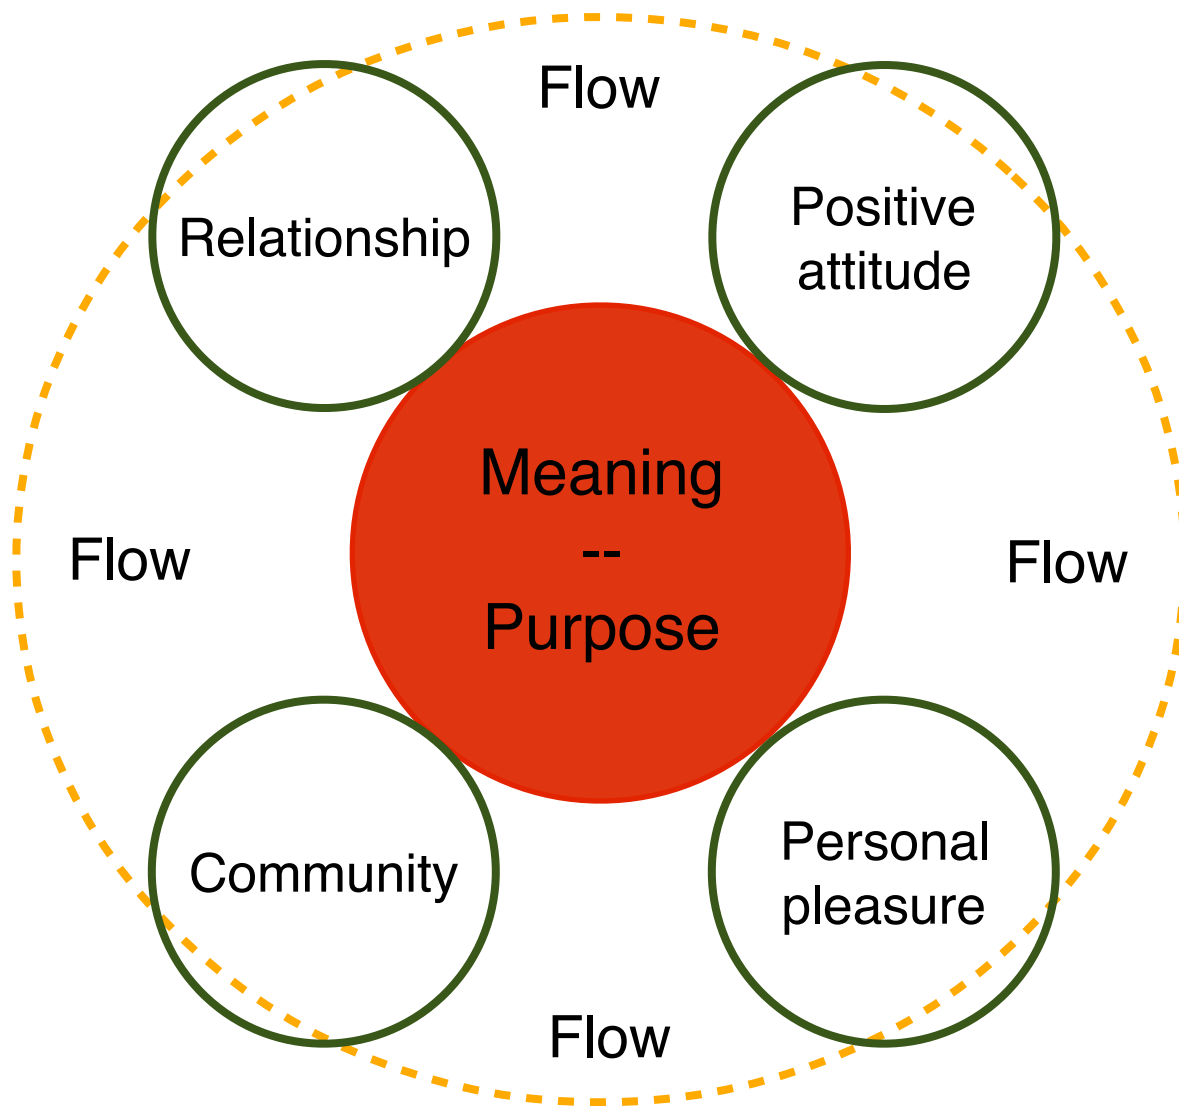 Flow
Relationship
Positive
attitude
Meaning
--
Purpose
Flow
Flow
Community
Personal
pleasure
Flow